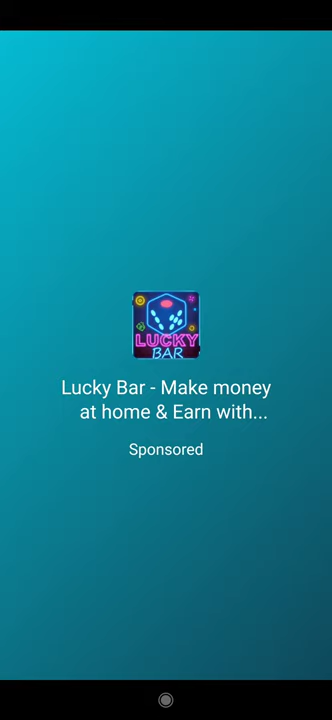 LUCKY
BAR
Lucky Bar - Make money
at home & Earn with...
Sponsored